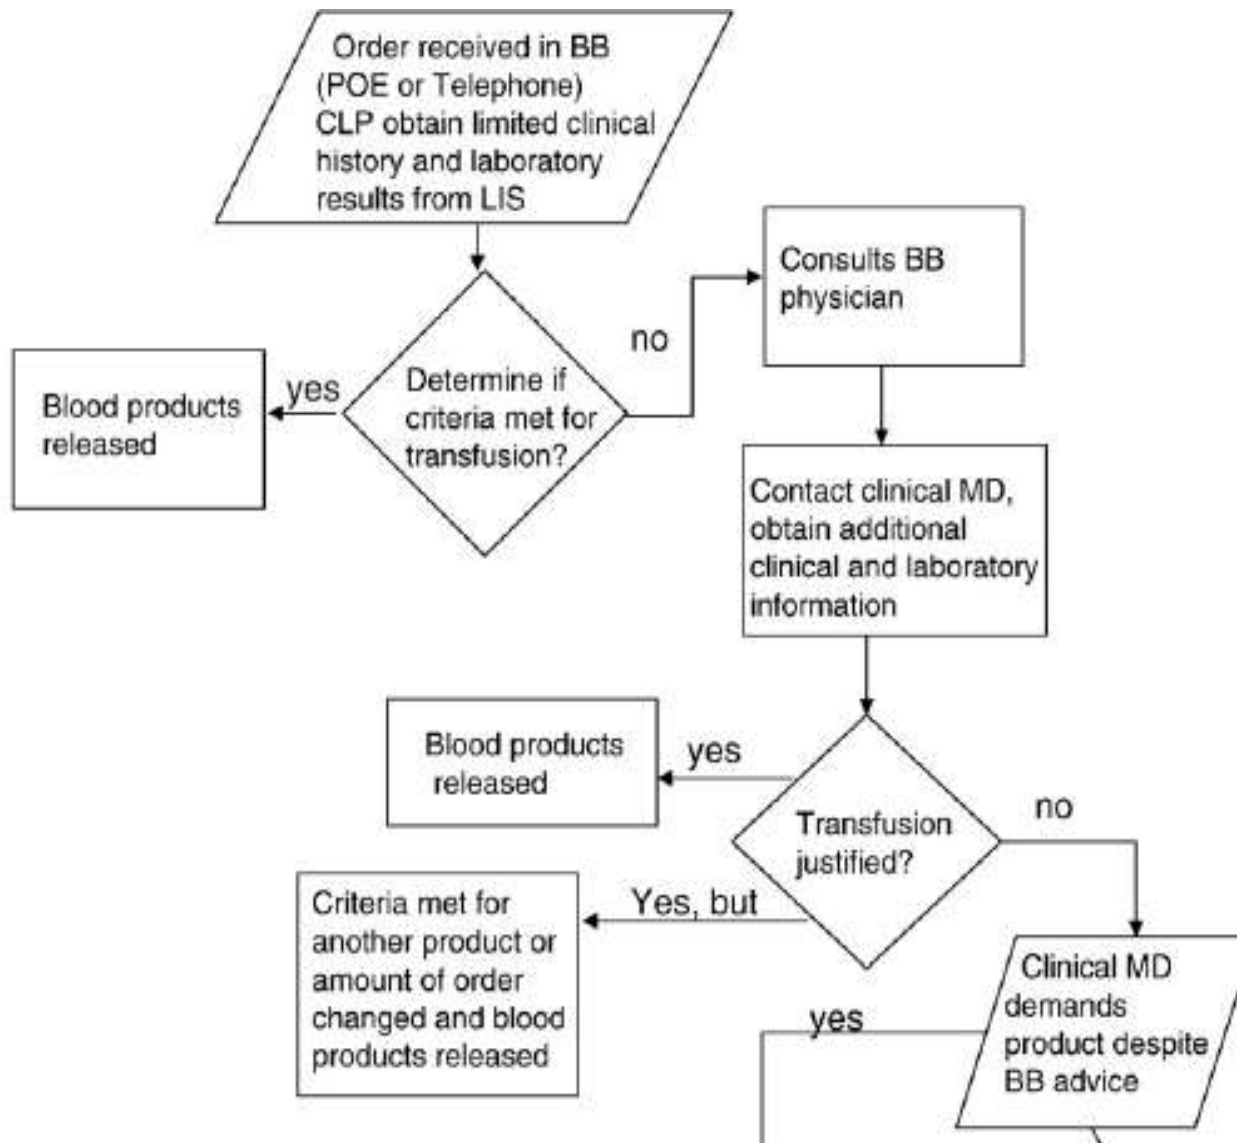 Order received in BB
(POE or Telephone)
CLP obtain limited clinical
history and laboratory
results from LIS
Consults BB
physician
no
yes
Determine if
criteria met for
transfusion?
Blood products
released
Contact clinical MD,
obtain additional
clinical and laboratory
information
Blood products
released
yes
no
Transfusion
justified?
Yes, but
Criteria met for
another product or
amount of order
changed and blood
products released
Clinical MD
demands
product despite
BB advice
yes